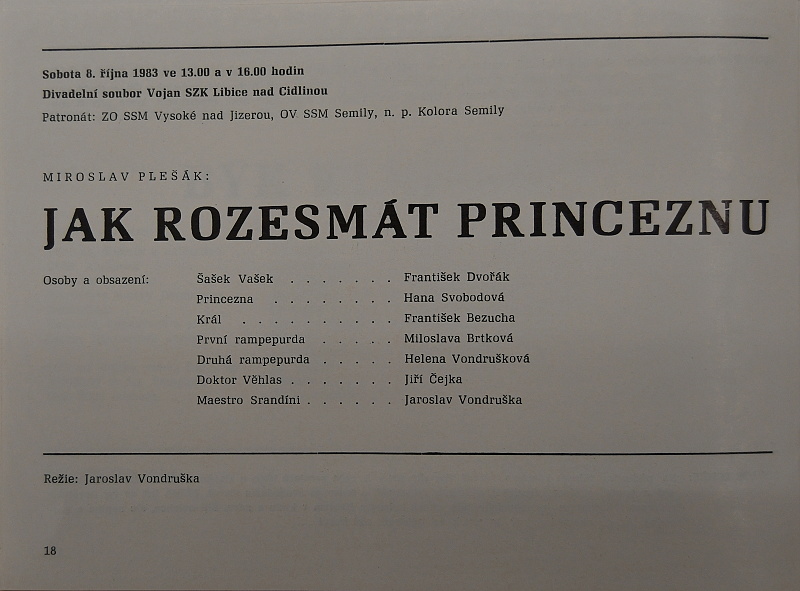 Sobota 8. října 1983 ve 13.00 a v 16.00 hodin
Divadelní soubor Vojan SZK Libice nad Cidlinou
Patronát: ZO SSM Vysoké nad Jizerou, OV SSM Semily, n. p. Kolora Semily
MIROSLAV PLEŠÁK:
JAK ROZESMÁT PRINCEZNU
Osoby a obsazení: Šašek Vašek . . . . . . . František Dvořák
Princezna . . . . . . . . Hana Svobodová
Král . . . . . . . . . . František Bezucha
První rampepurda . . . . . Miloslava Brtková
Druhá rampepurda . . . . . Helena Vondrušková
Doktor Věhlas . . . . . . . Jiří Čejka
Maestro Srandíni . . . . . . Jaroslav Vondruška
Režie: Jaroslav Vondruška
18